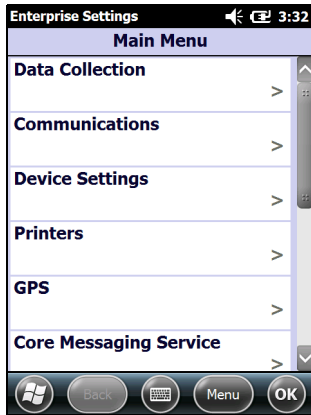 Enterprise Settings 3:32
Main Menu
Data Collection
>
Communications
>
Device Settings
>
Printers
>
GPS
>
Core Messaging Service
>
Back Menu OK